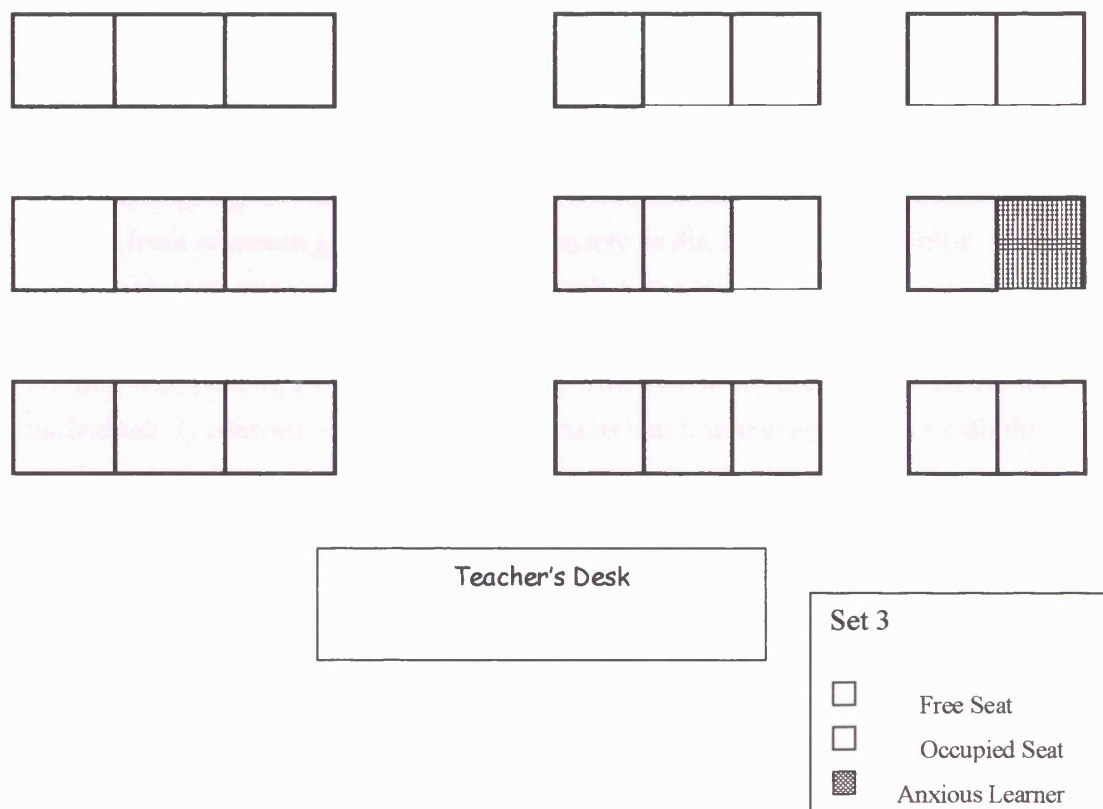 Teacher's Desk
Set 3
Free Seat
Occupied Seat
Anxious Learner